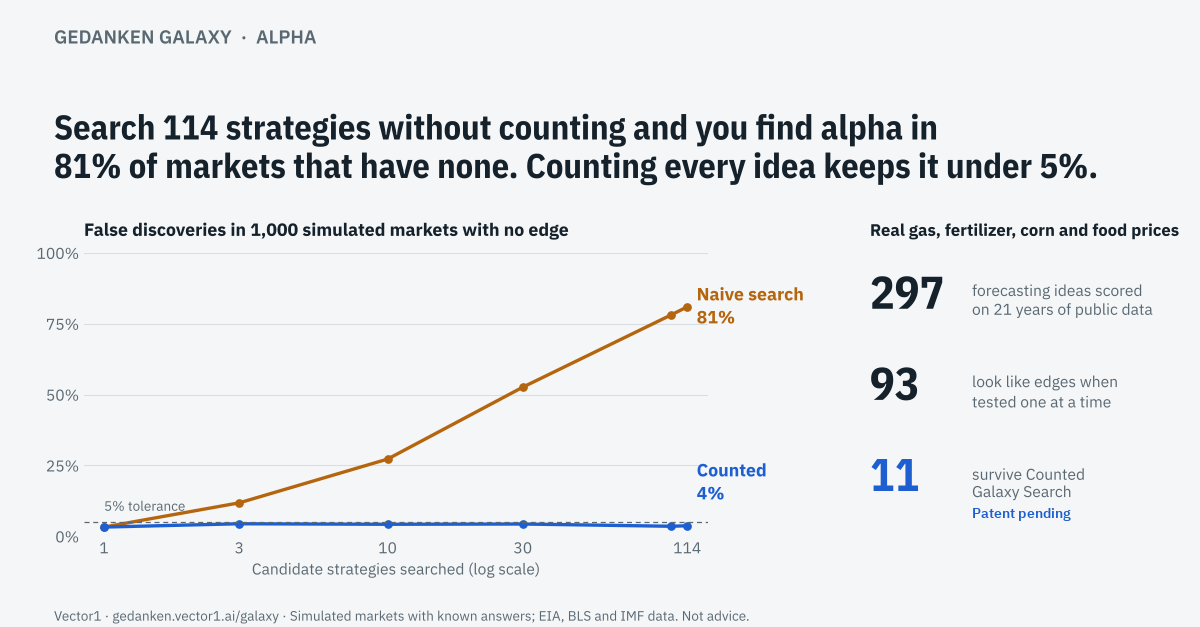 GEDANKEN GALAXY · ALPHA
Search 114 strategies without counting and you find alpha in
81% of markets that have none. Counting every idea keeps it under 5%.
False discoveries in 1,000 simulated markets with no edge
100%
75%
50%
25%
0%
Naive search
81%
Counted
4%
5% tolerance
1
3
10
30
114
Candidate strategies searched (log scale)
Real gas, fertilizer, corn and food prices
297
forecasting ideas scored
on 21 years of public data
93
look like edges when
tested one at a time
11
survive Counted
Galaxy Search
Patent pending
Vector1 · gedanken.vector1.ai/galaxy · Simulated markets with known answers; EIA, BLS and IMF data. Not advice.